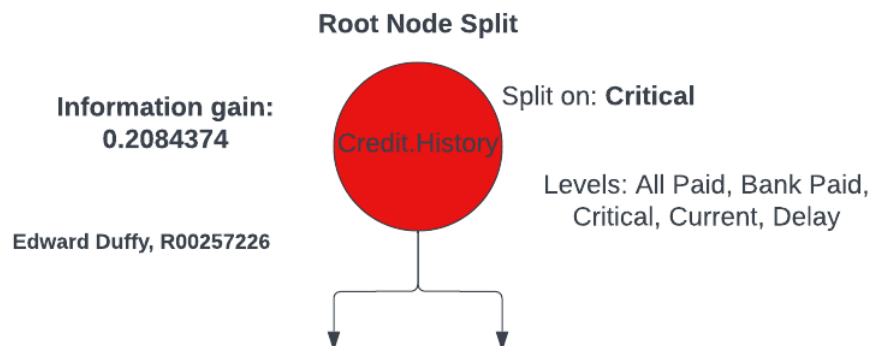 Root Node Split
Information gain:
0.2084374
Credit.History
Split on: Critical
Levels: All Paid, Bank Paid,
Critical, Current, Delay
Edward Duffy, R00257226